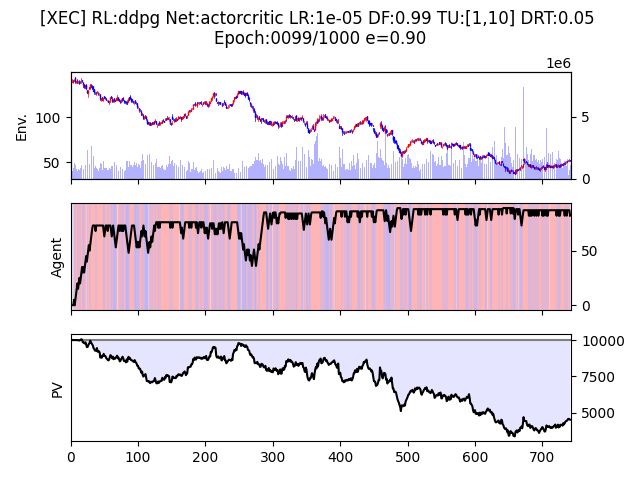 [XEC] RL:ddpg Net:actorcritic LR:1e-05 DF:0.99 TU:[1,10] DRT:0.05
Epoch:0099/1000 e=0.90
1e6
Env.
100
50
5
0
Agent
50
0
PV
10000
7500
5000
0 100 200 300 400 500 600 700